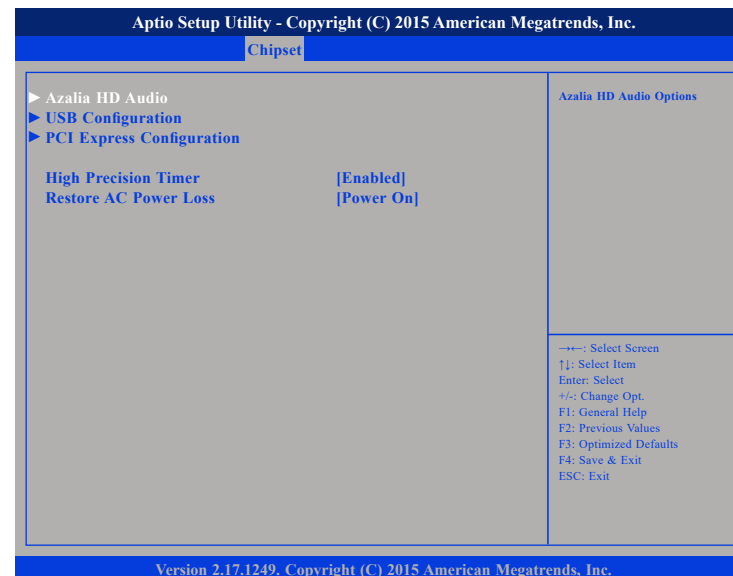 Aptio Setup Utility - Copyright (C) 2015 American Megatrends, Inc.
Chipset
► Azalia HD Audio
► USB Configuration
► PCI Express Configuration
High Precision Timer [Enabled]
Restore AC Power Loss [Power On]
Azalia HD Audio Options
→←: Select Screen
↑↓: Select Item
Enter: Select
+/-: Change Opt.
F1: General Help
F2: Previous Values
F3: Optimized Defaults
F4: Save & Exit
ESC: Exit
Version 2.17.1249. Copyright (C) 2015 American Megatrends, Inc.